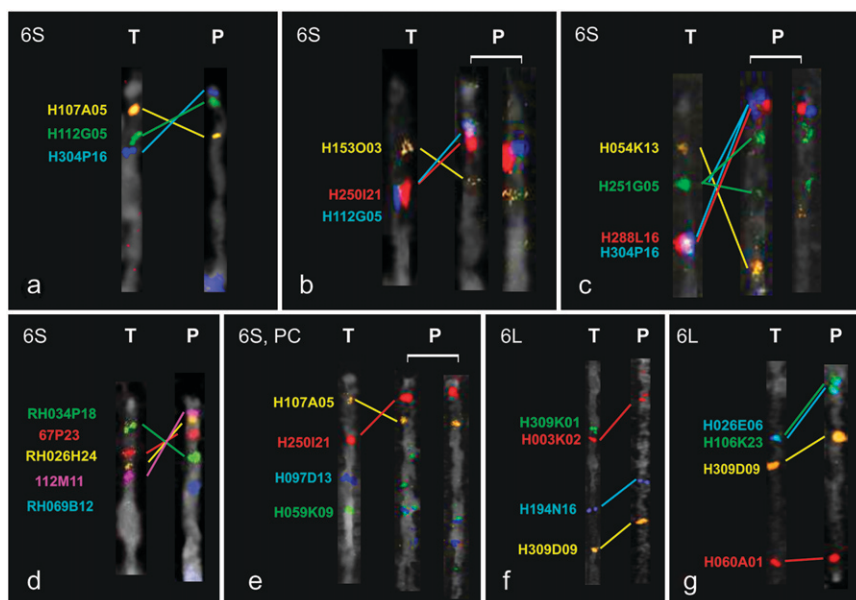 6S
T P
H107A05
H112G05
H304P16
a
6S
T P
H153O03
H250I21
H112G05
b
6S
T P
H054K13
H251G05
H288L16
H304P16
c
6S
T P
RH034P18
67P23
RH026H24
112M11
RH069B12
d
6S, PC
T P
H107A05
H250I21
H097D13
H059K09
e
6L
T P
H309K01
H003K02
H194N16
H309D09
f
6L
T P
H026E06
H106K23
H309D09
H060A01
g